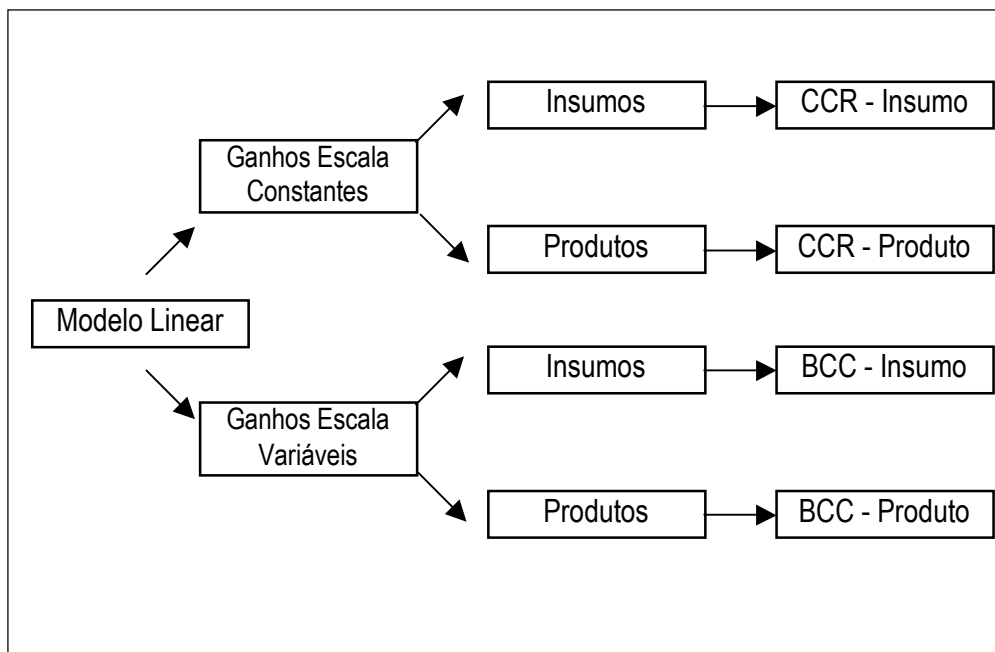 Insumos
CCR - Insumo
Ganhos Escala
Constantes
Produtos
CCR - Produto
Modelo Linear
Insumos
BCC - Insumo
Ganhos Escala
Variáveis
Produtos
BCC - Produto